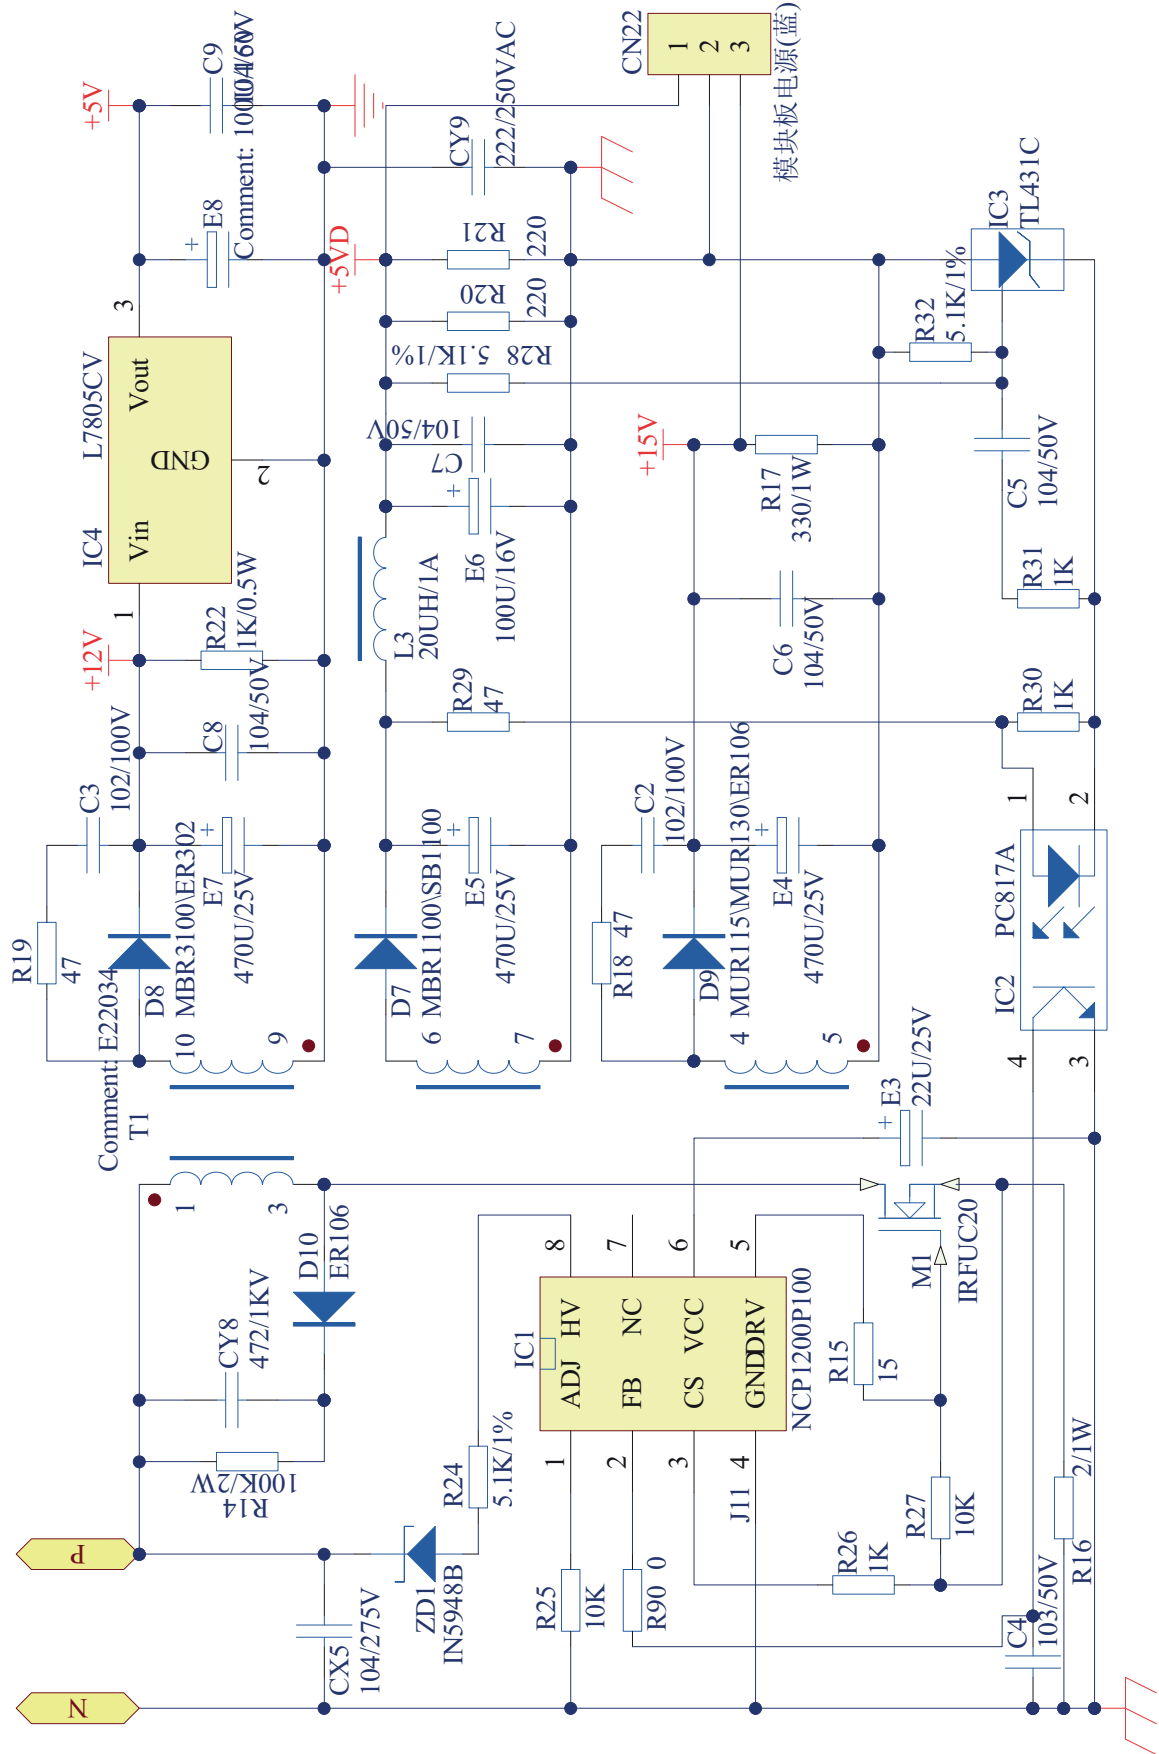 P
N
CX5
104/275V
R14
100K/2W
CY8
472/1KV
D10
ER106
T1
Comment: E22034
1
3
10
9
6
7
4
5
R19
47
C3
102/100V
D8
MBR3100\ER302
E7
470U/25V
C8
104/50V
R22
1K/0.5W
+12V
IC4
L7805CV
Vin
Vout
GND
1
2
3
E8
Comment: 100U/16V
+5V
C9
104/50V
D7
MBR1100\SB1100
E5
470U/25V
R29
47
L3
20UH/1A
E6
100U/16V
C7
104/50V
R28 5.1K/1%
R20
220
R21
220
+5VD
CY9
222/250VAC
CN22
1
2
3
模块板电源(蓝)
R18 47
C2
102/100V
D9
MUR115\MUR130\ER106
E4
470U/25V
C6
104/50V
R17
330/1W
+15V
ZD1
IN5948B
R24
5.1K/1%
R25
10K
R90 0
IC1
NCP1200P100
ADJ HV
FB NC
CS VCC
GND DRV
1
2
3
4
8
7
6
5
J11
R15
15
R26
1K
R27
10K
M1
IRFUC20
E3
22U/25V
R16
2/1W
C4
103/50V
IC2
PC817A
4
3
1
2
R30
1K
R31
1K
C5
104/50V
R32
5.1K/1%
IC3
TL431C